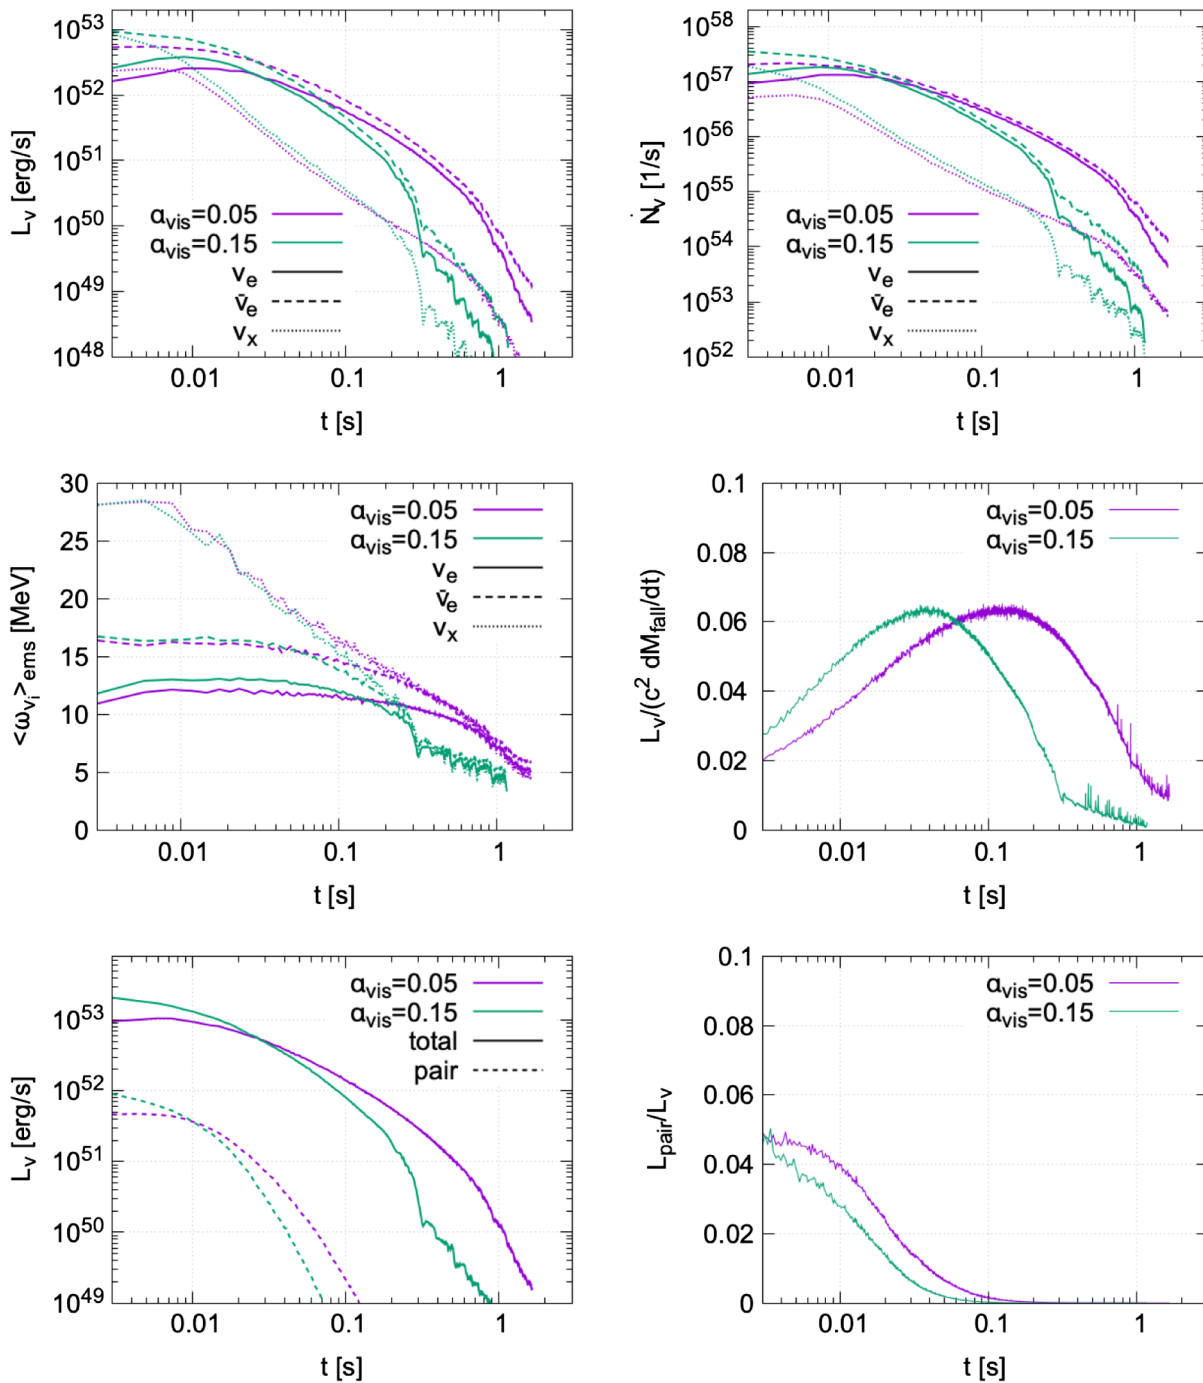 10^53
10^52
10^51
10^50
10^49
10^48
L_ν [erg/s]
α_vis=0.05
α_vis=0.15
ν_e
ν̄_e
ν_x
0.01 0.1 1
t [s]
10^58
10^57
10^56
10^55
10^54
10^53
10^52
Ṅ_ν [1/s]
α_vis=0.05
α_vis=0.15
ν_e
ν̄_e
ν_x
0.01 0.1 1
t [s]
30
25
20
15
10
5
0
<ω_ν_i>_ems [MeV]
α_vis=0.05
α_vis=0.15
ν_e
ν̄_e
ν_x
0.01 0.1 1
t [s]
0.1
0.08
0.06
0.04
0.02
0
L_ν/(c^2 dM_fall/dt)
α_vis=0.05
α_vis=0.15
0.01 0.1 1
t [s]
10^53
10^52
10^51
10^50
10^49
L_ν [erg/s]
α_vis=0.05
α_vis=0.15
total
pair
0.01 0.1 1
t [s]
0.1
0.08
0.06
0.04
0.02
0
L_pair/L_ν
α_vis=0.05
α_vis=0.15
0.01 0.1 1
t [s]